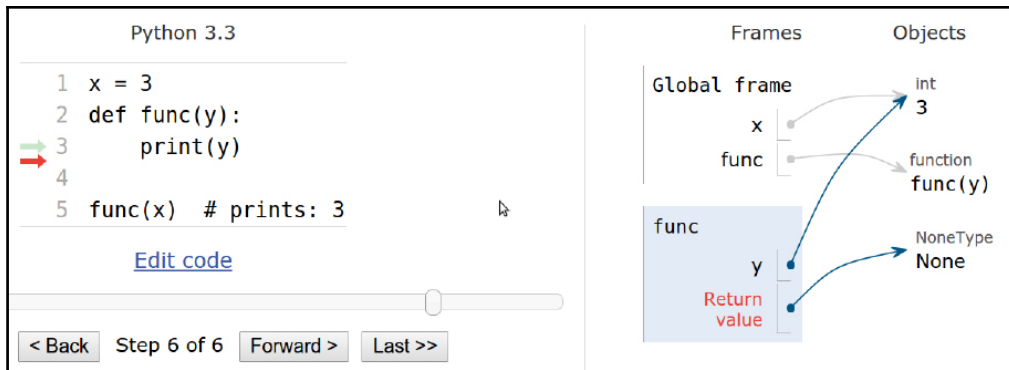 Python 3.3
1 x = 3
2 def func(y):
3     print(y)
4
5 func(x)  # prints: 3
Edit code
< Back
Step 6 of 6
Forward >
Last >>
Frames
Objects
Global frame
x
func
int
3
function
func(y)
func
y
Return
value
NoneType
None